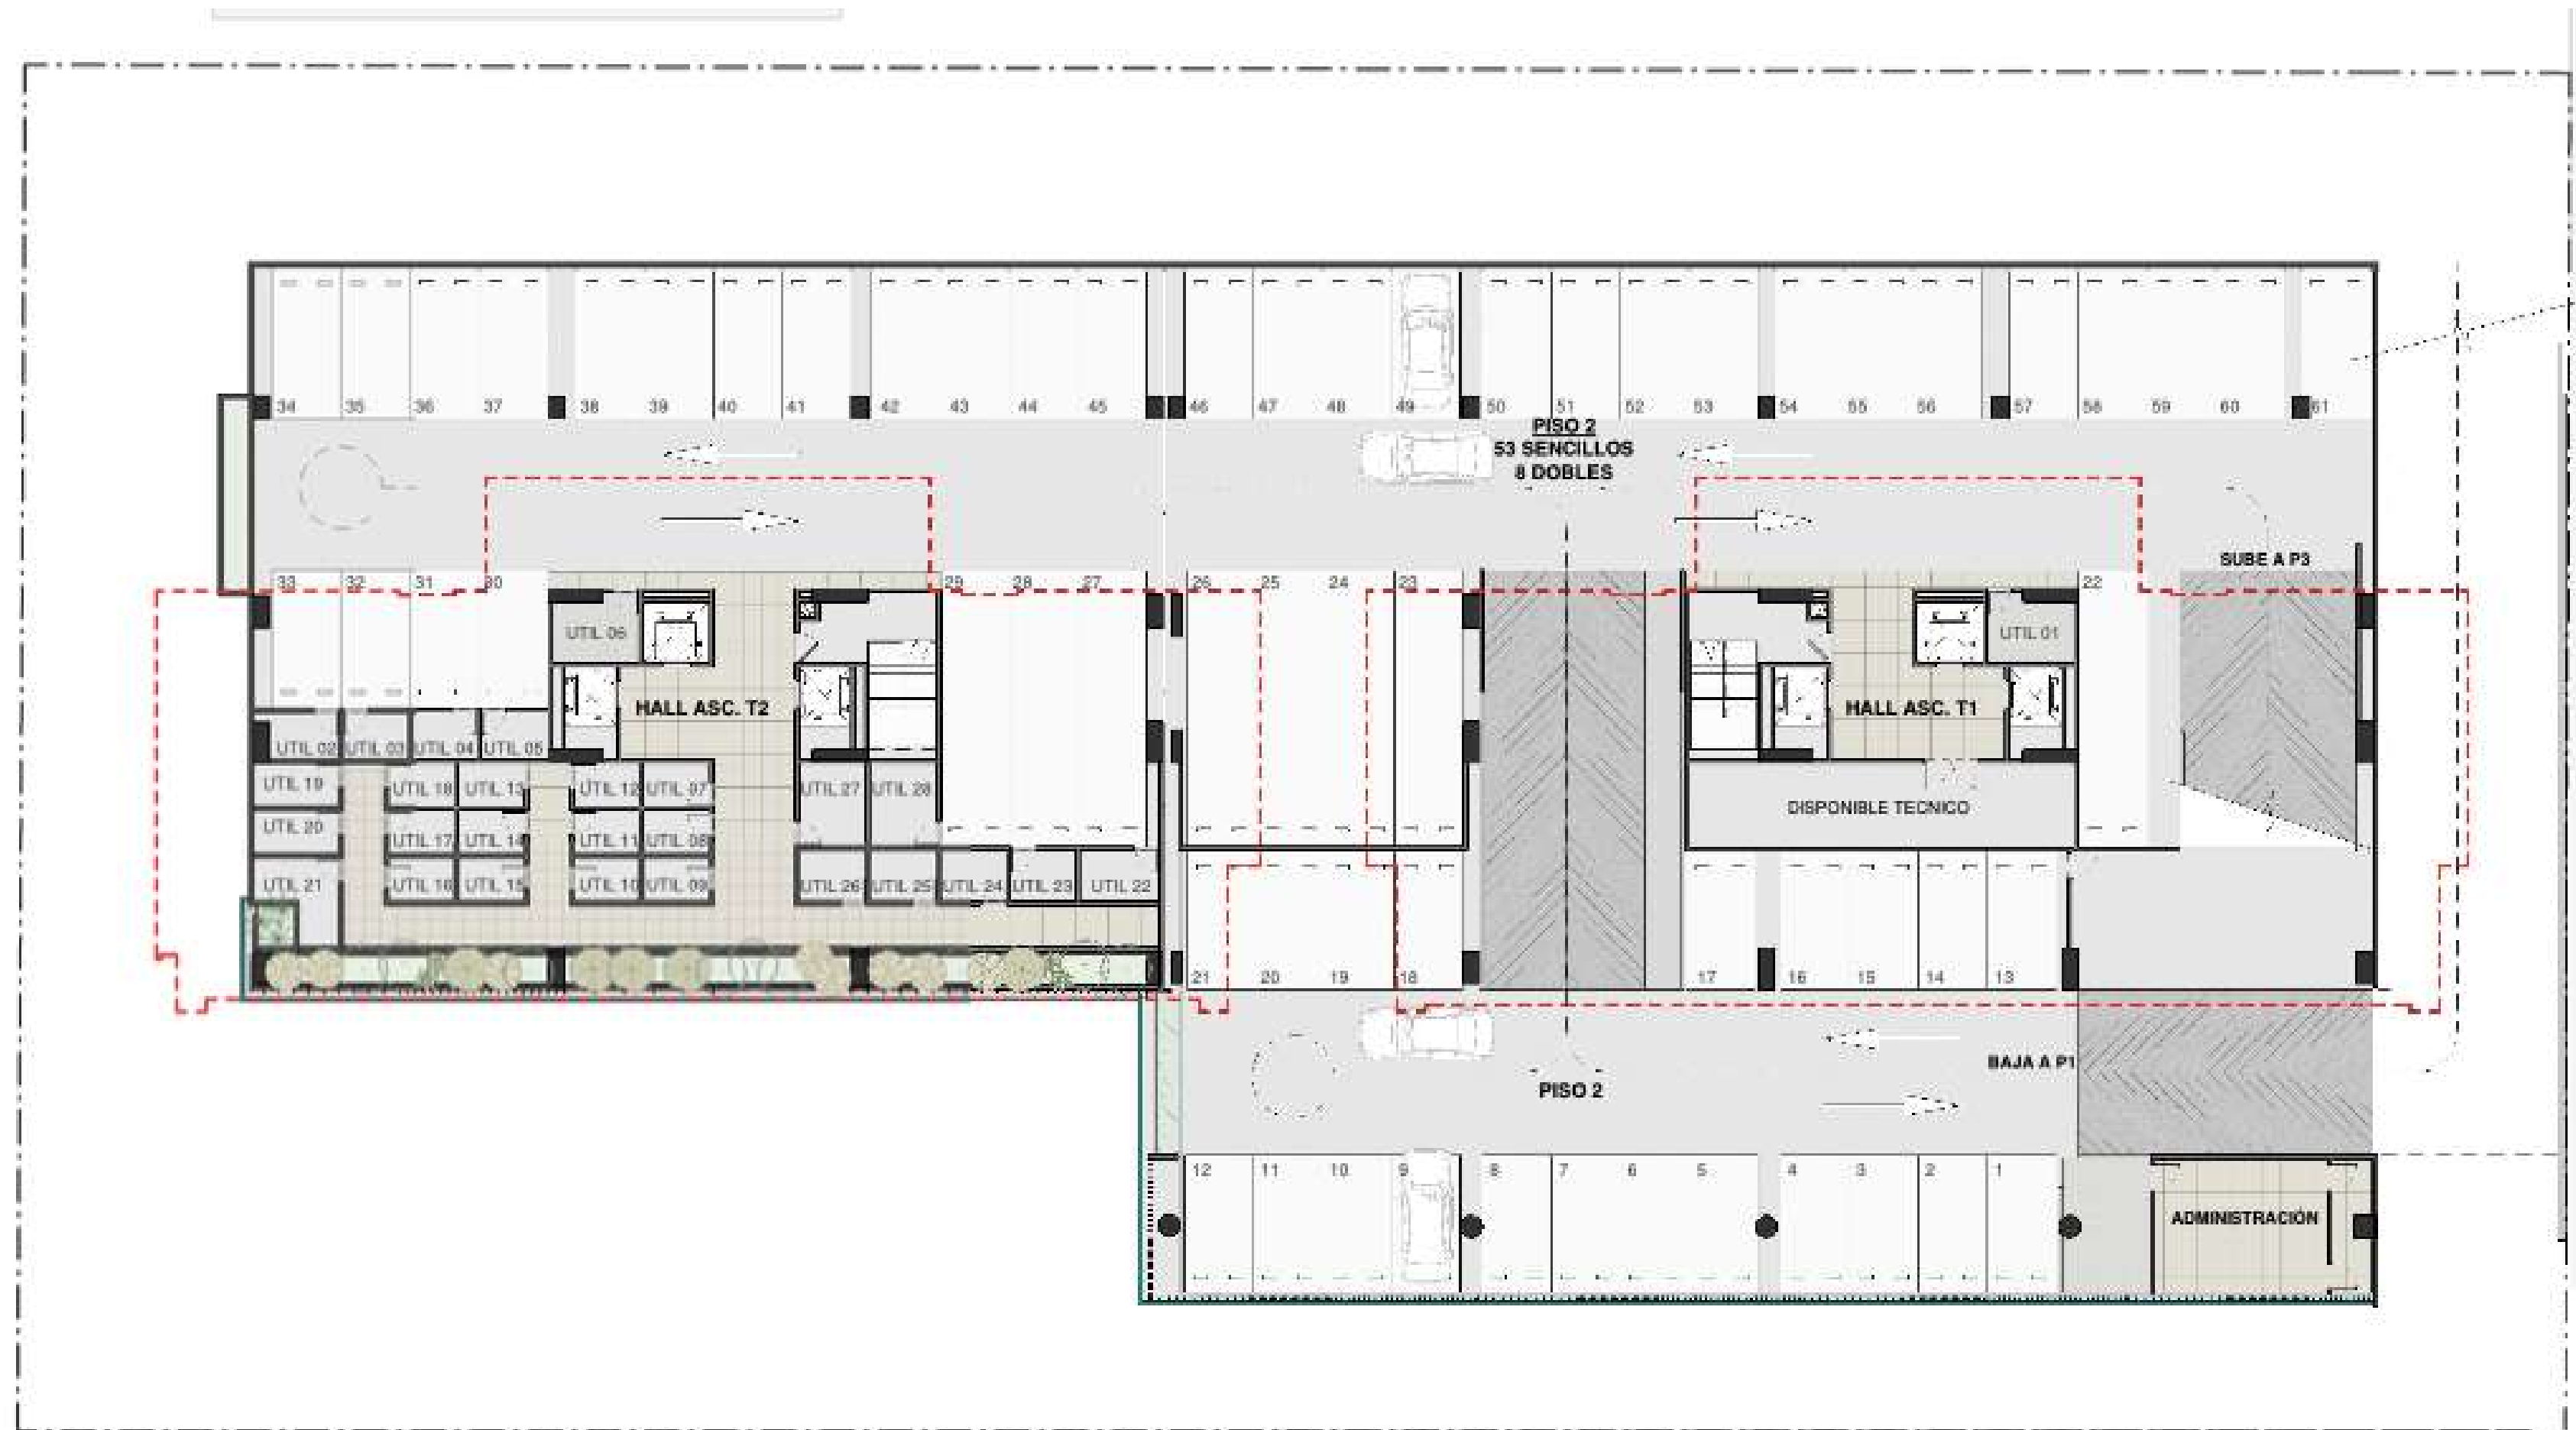 34 35 36 37 38 39 40 41 42 43 44 45 46 47 48 49 50 51 52 53 54 55 56 57 58 59 60 61
PISO 2
53 SENCILLOS
8 DOBLES
SUBE A P3
33 32 31 30 29 28 27 26 25 24 23 22
UTIL 06
UTIL 01
HALL ASC. T2
HALL ASC. T1
UTIL 02 UTIL 03 UTIL 04 UTIL 05
UTIL 19 UTIL 18 UTIL 13 UTIL 12 UTIL 07 UTIL 27 UTIL 28
DISPONIBLE TECNICO
UTIL 20 UTIL 17 UTIL 14 UTIL 11 UTIL 08
UTIL 21 UTIL 16 UTIL 15 UTIL 10 UTIL 09 UTIL 26 UTIL 25 UTIL 24 UTIL 23 UTIL 22
21 20 19 18 17 16 15 14 13
BAJA A P1
PISO 2
12 11 10 9 8 7 6 5 4 3 2 1
ADMINISTRACIÓN